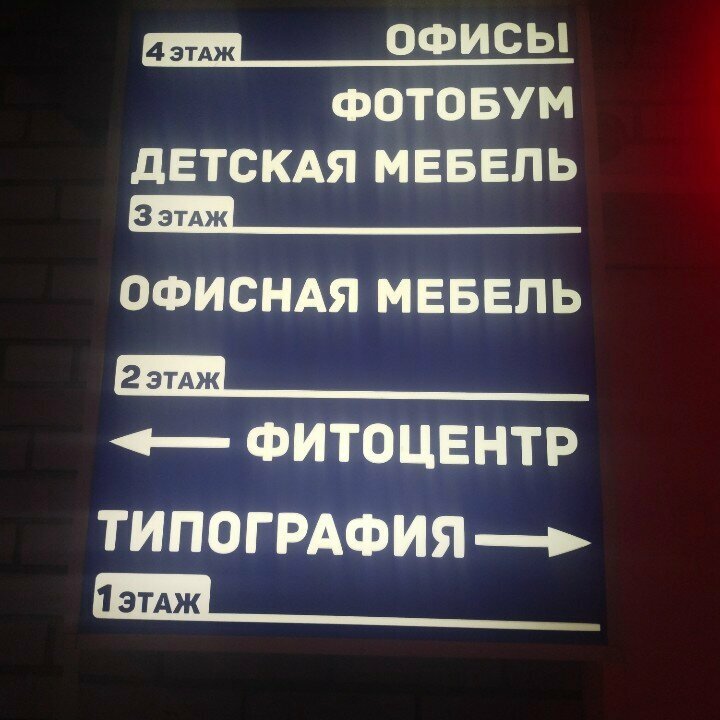 ОФИСЫ
4 ЭТАЖ
ФОТОБУМ
ДЕТСКАЯ МЕБЕЛЬ
3 ЭТАЖ
ОФИСНАЯ МЕБЕЛЬ
2 ЭТАЖ
ФИТОЦЕНТР
ТИПОГРАФИЯ
1 ЭТАЖ